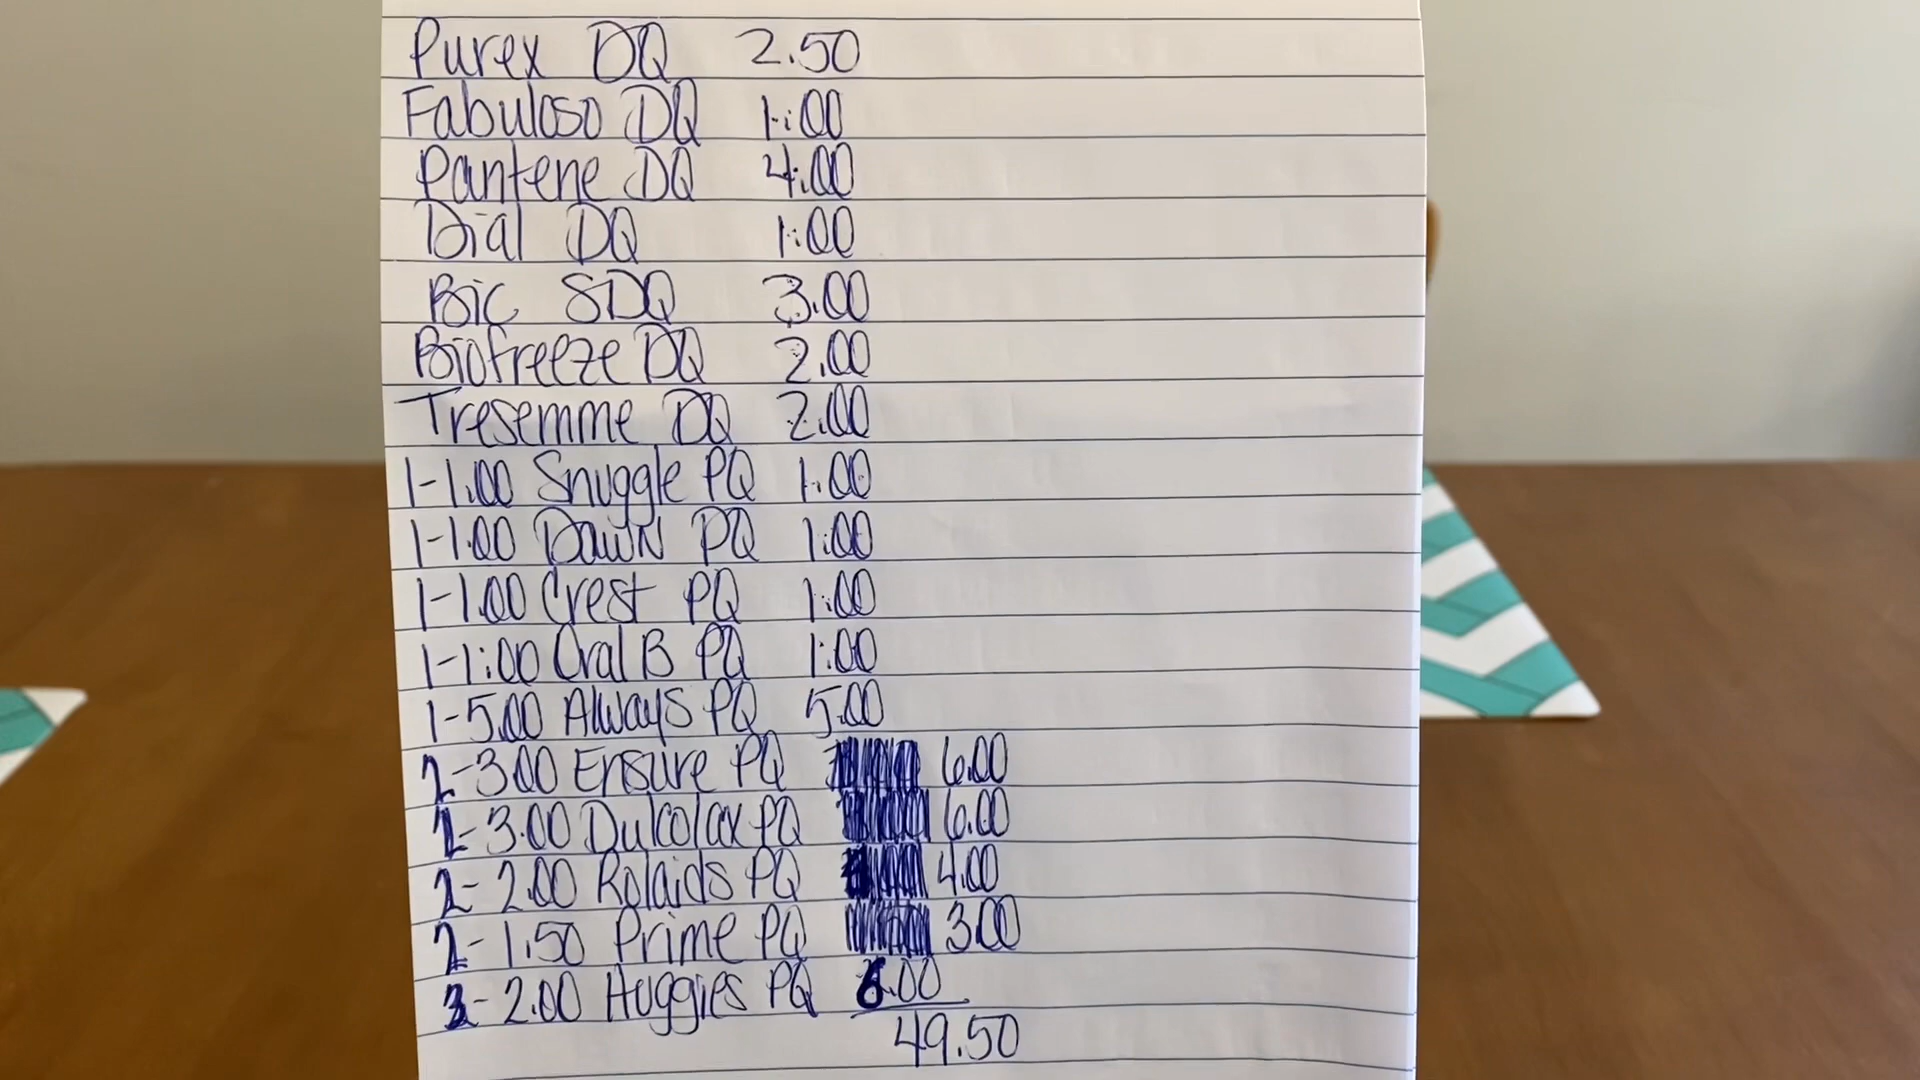 Purex DQ 2.50
Fabuloso DQ 1.00
Pantene DQ 4.00
Dial DQ 1.00
Bic SDQ 3.00
Biofreeze DQ 2.00
Tresemme DQ 2.00
1-1.00 Snuggle PQ 1.00
1-1.00 Dawn PQ 1.00
1-1.00 Crest PQ 1.00
1-1.00 Oral B PQ 1.00
1-5.00 Always PQ 5.00
2-3.00 Ensure PQ 6.00
2-3.00 Dulcolax PQ 6.00
2-2.00 Rolaids PQ 4.00
2-1.50 Prime PQ 3.00
3-2.00 Huggies PQ 6.00
49.50